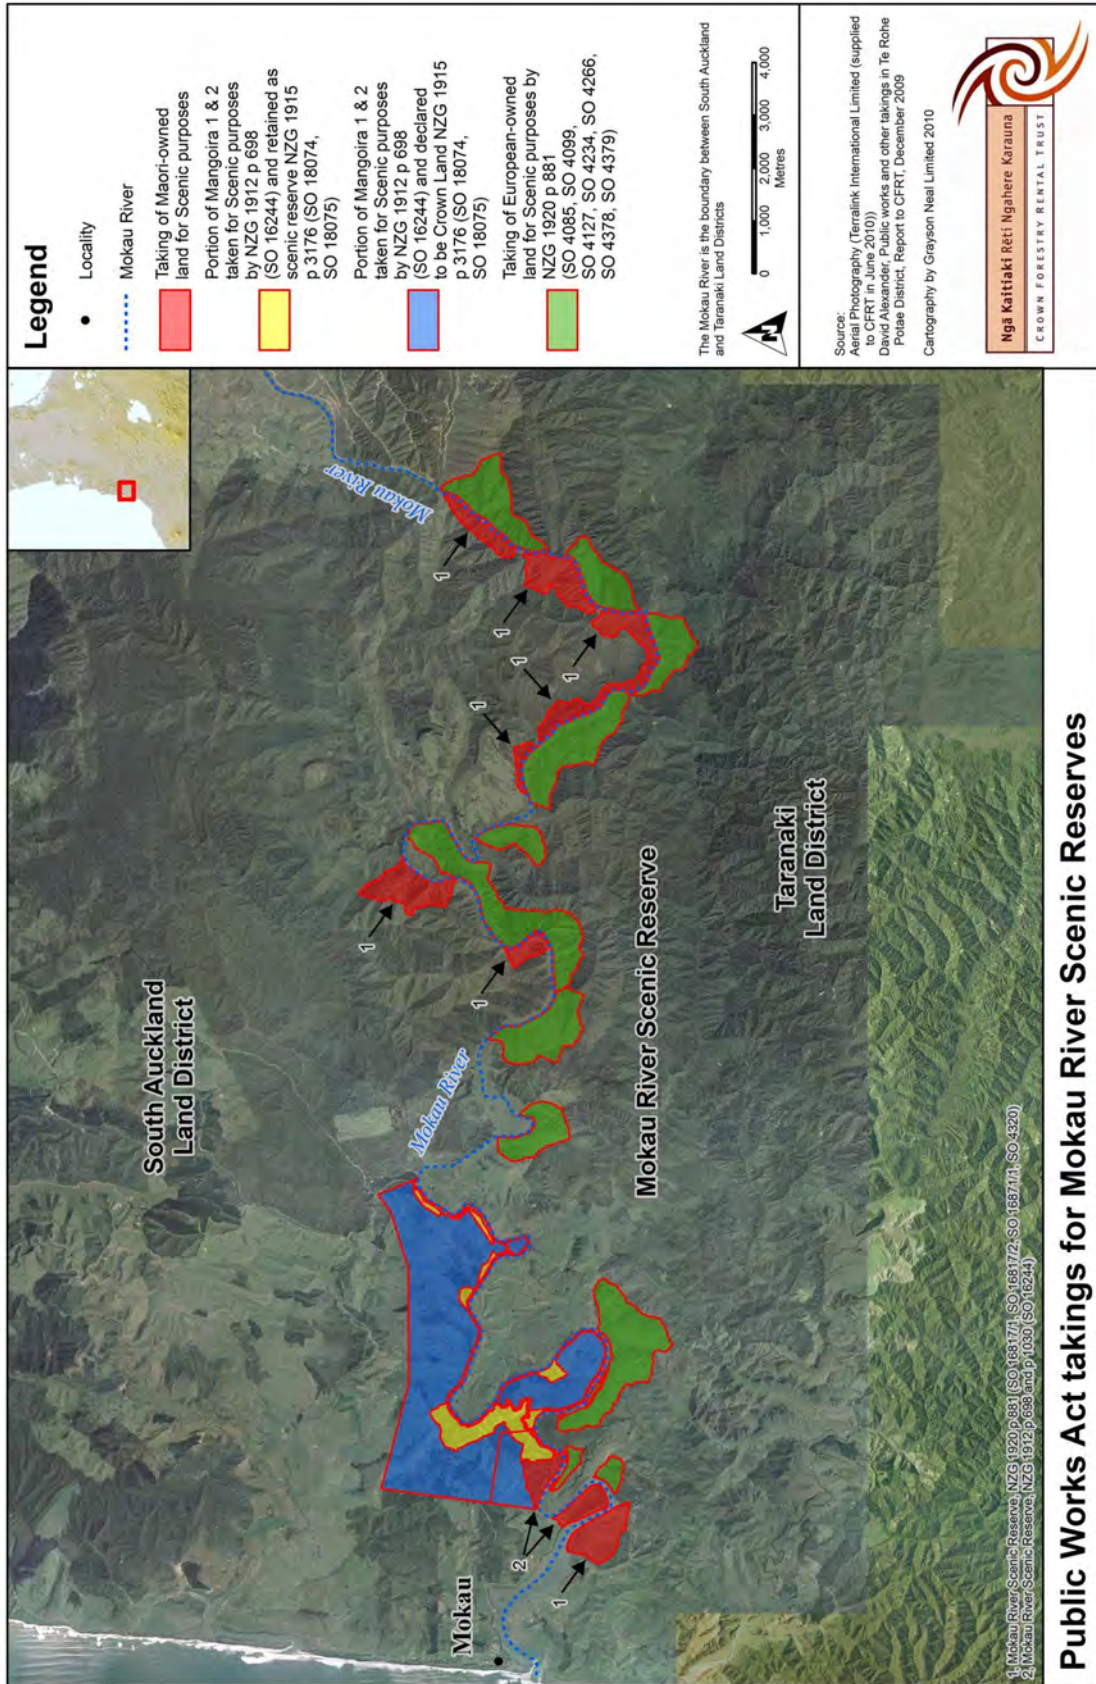 Legend
Locality
Mokau River
Taking of Maori-owned
land for Scenic purposes
Portion of Mangoira 1 & 2
taken for Scenic purposes
by NZG 1912 p 698
(SO 16244) and retained as
scenic reserve NZG 1915
p 3176 (SO 18074,
SO 18075)
Portion of Mangoira 1 & 2
taken for Scenic purposes
by NZG 1912 p 698
(SO 16244) and declared
to be Crown Land NZG 1915
p 3176 (SO 18074,
SO 18075)
Taking of European-owned
land for Scenic purposes by
NZG 1920 p 881
(SO 4085, SO 4099,
SO 4127, SO 4234, SO 4266,
SO 4378, SO 4379)
The Mokau River is the boundary between South Auckland
and Taranaki Land Districts
N
0 1,000 2,000 3,000 4,000
Metres
Source:
Aerial Photography (Terralink International Limited (supplied
to CFRT in June 2010))
David Alexander, Public works and other takings in Te Rohe
Potae District, Report to CFRT, December 2009
Cartography by Grayson Neal Limited 2010
Ngā Kaitiaki Rēti Ngahere Karauna
CROWN FORESTRY RENTAL TRUST
South Auckland
Land District
Mokau River
Mokau River
1
1
1
1
1
1
1
2
1
Mokau
Mokau River Scenic Reserve
Taranaki
Land District
1, Mokau River Scenic Reserve, NZG 1920 p 881 (SO 16817/1, SO 16817/2, SO 16871/1, SO 4320)
2, Mokau River Scenic Reserve, NZG 1912 p 698 and p 1030 (SO 16244)
Public Works Act takings for Mokau River Scenic Reserves